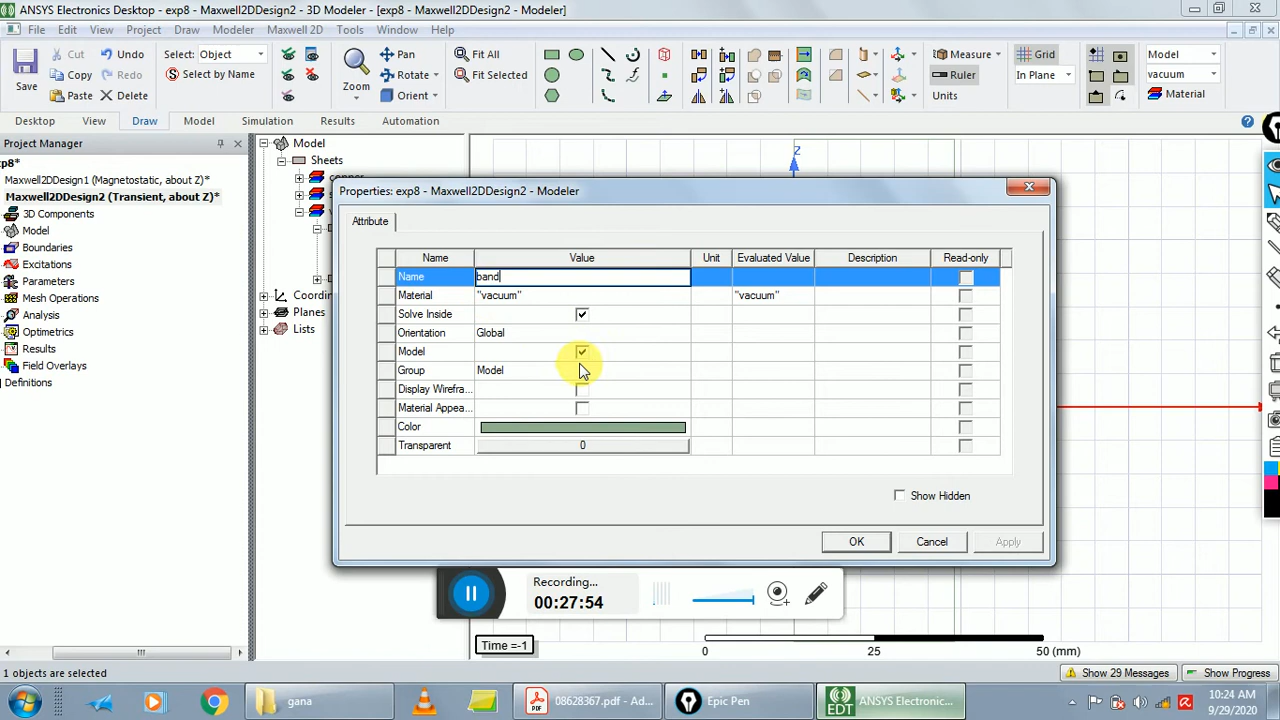 ANSYS Electronics Desktop - exp8 - Maxwell2DDesign2 - 3D Modeler - [exp8 - Maxwell2DDesign2 - Modeler]
File Edit View Project Draw Modeler Maxwell 2D Tools Window Help
Save
Cut
Copy
Paste
Undo
Redo
Delete
Select: Object
Select by Name
Zoom
Pan
Rotate
Orient
Fit All
Fit Selected
Measure
Ruler
Units
Grid
In Plane
Model
vacuum
Material
Desktop View Draw Model Simulation Results Automation
Project Manager
xp8*
Maxwell2DDesign1 (Magnetostatic, about Z)*
Maxwell2DDesign2 (Transient, about Z)*
3D Components
Model
Boundaries
Excitations
Parameters
Mesh Operations
Analysis
Optimetrics
Results
Field Overlays
Definitions
Model
Sheets
Coordin
Planes
Lists
Z
Properties: exp8 - Maxwell2DDesign2 - Modeler
Attribute
Name Value Unit Evaluated Value Description Read-only
Name band
Material "vacuum" "vacuum"
Solve Inside
Orientation Global
Model
Group Model
Display Wirefra...
Material Appea...
Color
Transparent 0
Show Hidden
OK Cancel Apply
Recording...
00:27:54
Time =-1
0 25 50 (mm)
1 objects are selected
Show 29 Messages
Show Progress
gana
08628367.pdf - Ad...
Epic Pen
ANSYS Electronic...
EDT
10:24 AM
9/29/2020